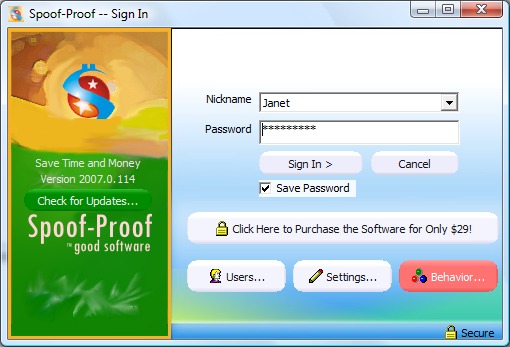 Spoof-Proof -- Sign In
Nickname
Janet
Password
*********
Sign In >
Cancel
Save Password
Save Time and Money
Version 2007.0.114
Check for Updates...
Spoof-Proof
™ good software
Click Here to Purchase the Software for Only $29!
Users...
Settings...
Behavior...
Secure